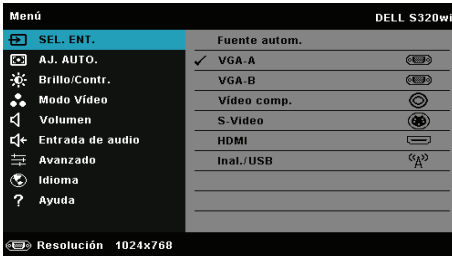 Menú DELL S320wi
SEL. ENT. Fuente autom.
AJ. AUTO. VGA-A
Brillo/Contr. VGA-B
Modo Vídeo Vídeo comp.
Volumen S-Video
Entrada de audio HDMI
Avanzado Inal./USB
Idioma
? Ayuda
Resolución 1024x768